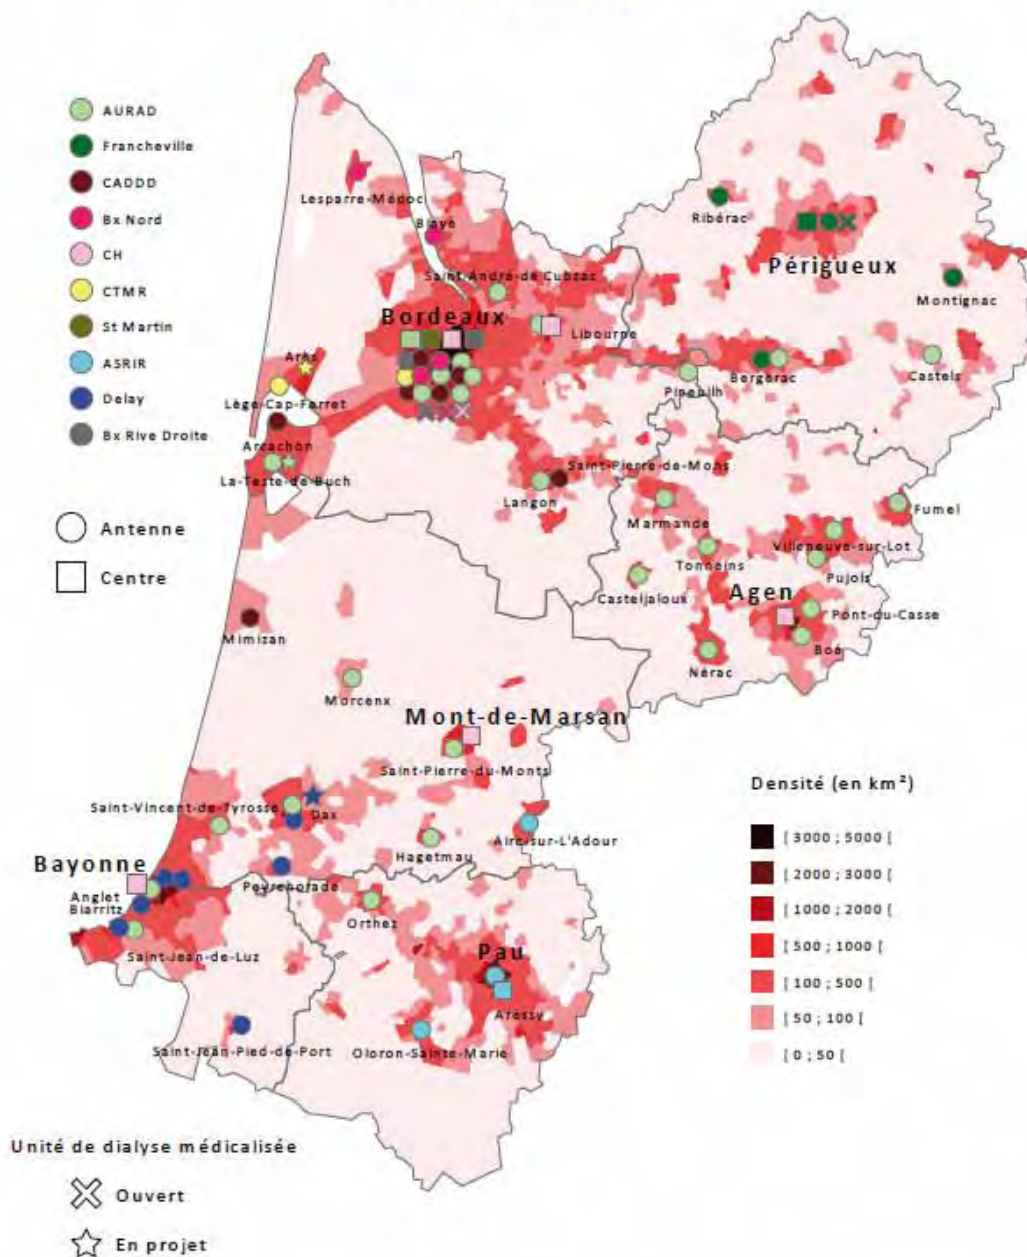 AURAD
Francheville
CADDD
Bx Nord
CH
CTMR
St Martin
ASRIR
Delay
Bx Rive Droite
Antenne
Centre
Lesparre-Médoc
Blaye
Saint-André-de Cubzac
Bordeaux
Libourne
Ribérac
Périgueux
Montignac
Arès
Lège-Cap-Ferret
Arcachon
La-Teste-de-Buch
Pineuilh
Bergerac
Castels
Saint-Pierre-de-Mons
Langon
Marmande
Fumel
Villeneuve-sur-Lot
Tonneins
Pujols
Casteljaloux
Agen
Pont-du-Casse
Boé
Nérac
Mimizan
Morcenx
Mont-de-Marsan
Saint-Pierre-du-Monts
Saint-Vincent-de-Tyrosse
Dax
Hagetmau
Aire-sur-L'Adour
Bayonne
Peyrehorade
Anglet
Biarritz
Orthez
Saint-Jean-de-Luz
Pau
Aressy
Saint-Jean-Pied-de-Port
Oloron-Sainte-Marie
Densité (en km²)
[ 3000 ; 5000 [
[ 2000 ; 3000 [
[ 1000 ; 2000 [
[ 500 ; 1000 [
[ 100 ; 500 [
[ 50 ; 100 [
[ 0 ; 50 [
Unité de dialyse médicalisée
Ouvert
En projet